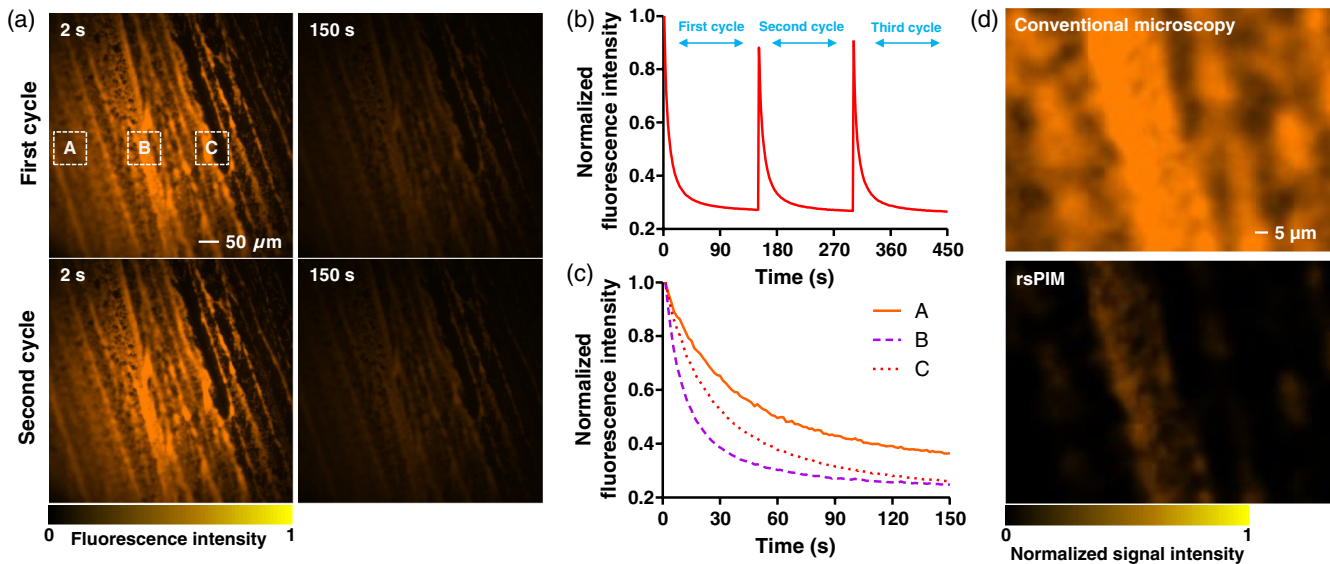 (a)
2 s
150 s
A
B
C
50 μm
First cycle
2 s
150 s
Second cycle
0
1
Fluorescence intensity
(b)
First cycle
Second cycle
Third cycle
1.0
0.8
0.6
0.4
0.2
0
90
180
270
360
450
Normalized
fluorescence intensity
Time (s)
(c)
A
B
C
1.0
0.8
0.6
0.4
0.2
0
30
60
90
120
150
Normalized
fluorescence intensity
Time (s)
(d)
Conventional microscopy
5 μm
rsPIM
0
1
Normalized signal intensity